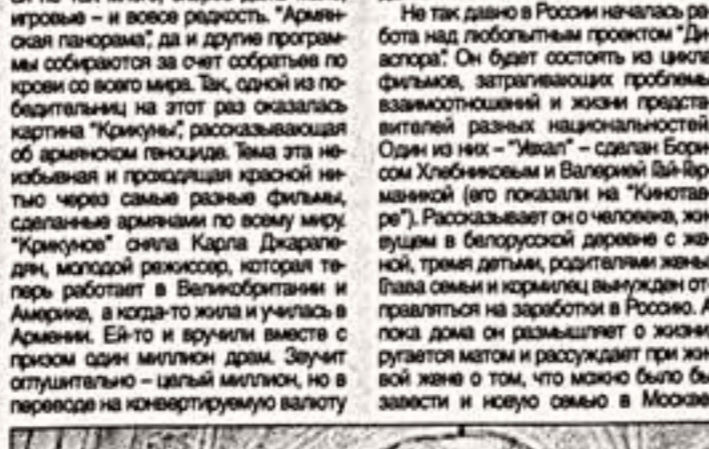 игровые – и вовсе редкость. "Армян-
ская панорама", да и другие програм-
мы собираются за счет собратьев по
крови со всего мира. Так, одной из по-
бедительниц на этот раз оказалась
картина "Крикуны", рассказывающая
об армянском геноциде. Тема эта не-
избывная и проходящая красной ни-
тью через самые разные фильмы,
сделанные армянами по всему миру.
"Крикунов" сняла Карла Джарапе-
дян, молодой режиссер, которая те-
перь работает в Великобритании и
Америке, а когда-то жила и училась в
Армении. Ей-то и вручили вместе с
призом один миллион драм. Звучит
оглушительно – целый миллион, но в
переводе на конвертируемую валюту
Не так давно в России началась ра-
бота над любопытным проектом "Ди-
аспора". Он будет состоять из цикла
фильмов, затрагивающих проблемы
взаимоотношений и жизни предста-
вителей разных национальностей.
Один из них – "Уехал" – сделан Бори-
сом Хлебниковым и Валерией Гай-Гер-
маникой (его показали на "Кинотав-
ре"). Рассказывает он о человеке, жи-
вущем в белорусской деревне с же-
ной, тремя детьми, родителями жены.
Глава семьи и кормилец вынужден от-
правляться на заработки в Россию. А
пока дома он размышляет о жизни,
ругается матом и рассуждает при жи-
вой жене о том, что можно было бы
завести и новую семью в Москве